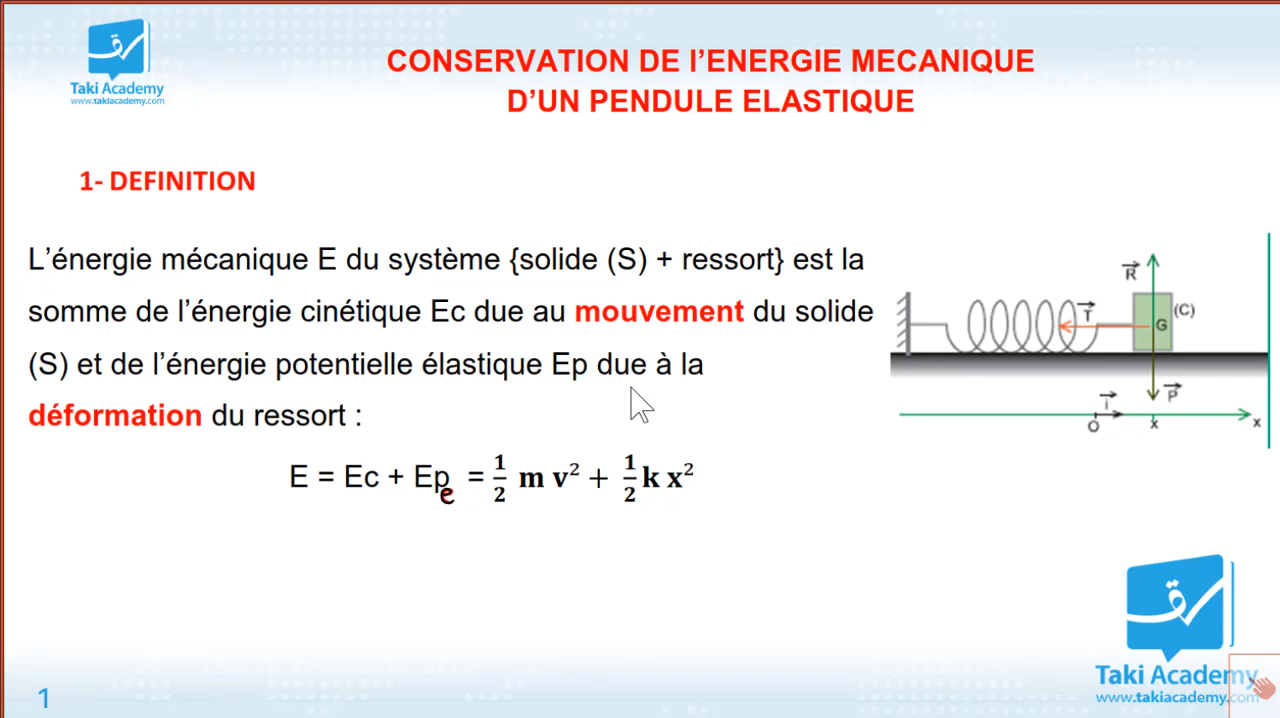 Taki Academy
www.takiacademy.com
CONSERVATION DE l’ENERGIE MECANIQUE
D’UN PENDULE ELASTIQUE
1- DEFINITION
L’énergie mécanique E du système {solide (S) + ressort} est la
somme de l’énergie cinétique Ec due au mouvement du solide
(S) et de l’énergie potentielle élastique Ep due à la
déformation du ressort :
E = Ec + Epe = 1/2 m v² + 1/2 k x²
R
T
G
(C)
P
i
O
x
x
Taki Academy
www.takiacademy.com
1